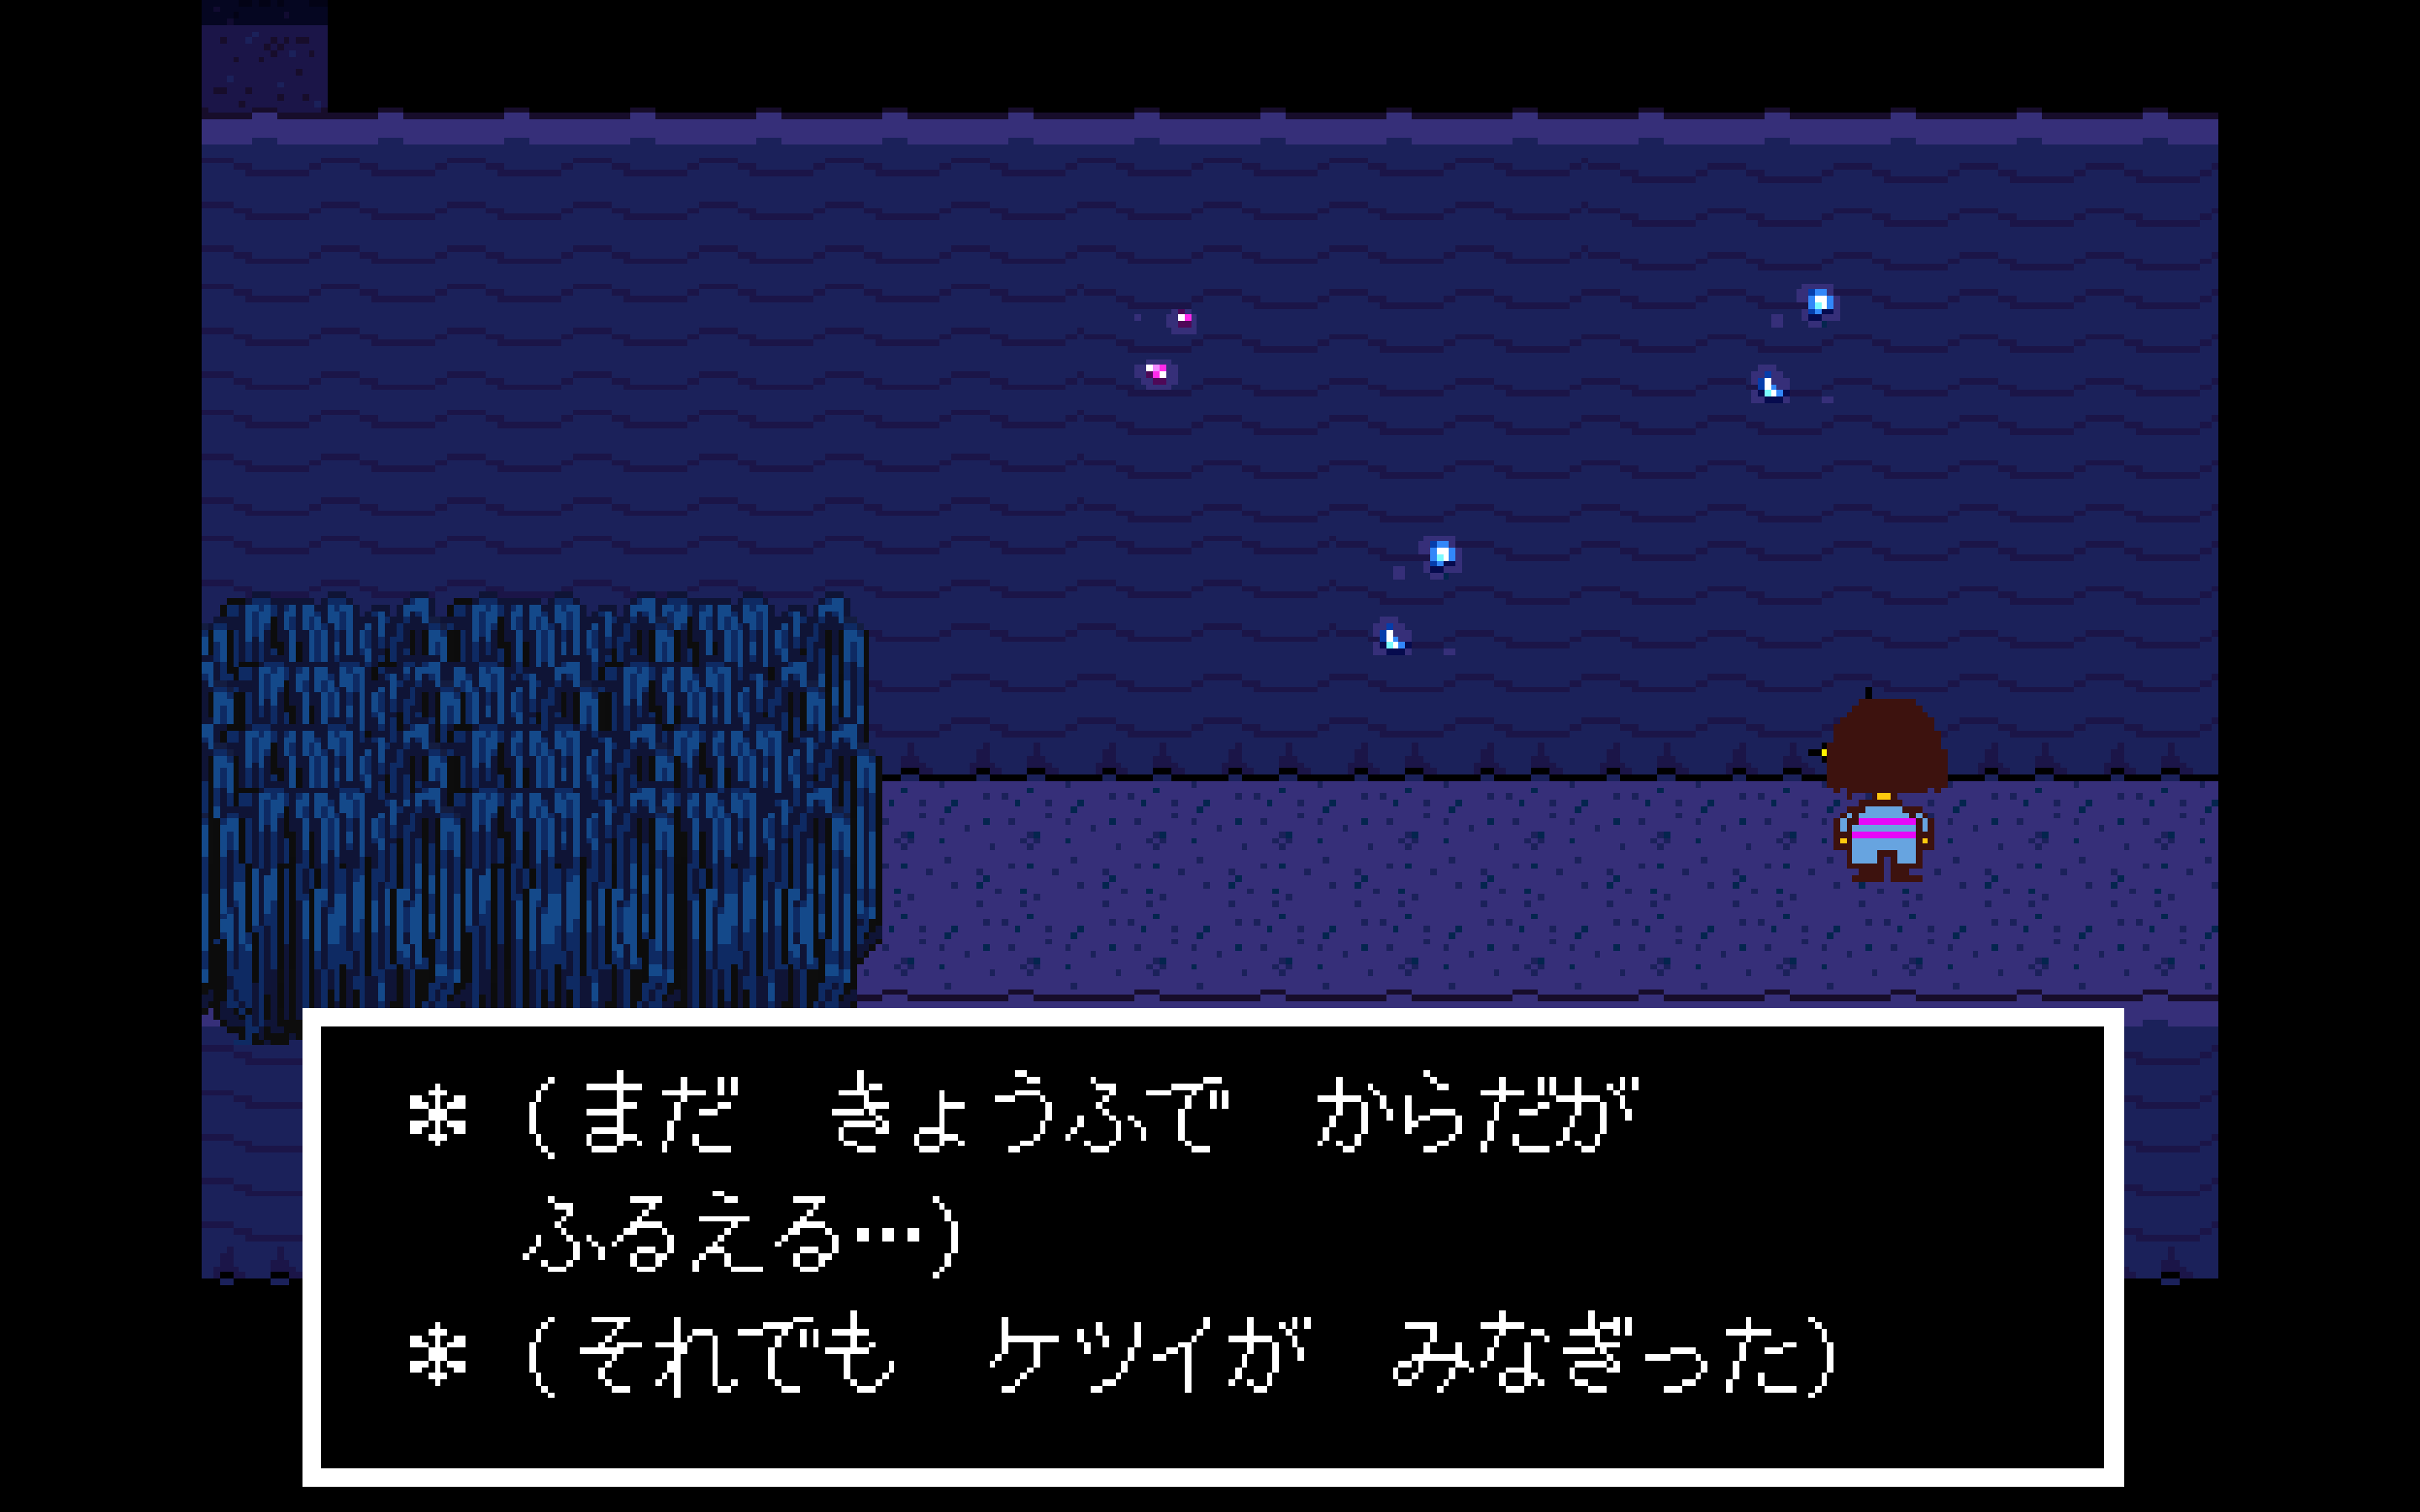 * (まだ きょうふで からだが
ふるえる…)
* (それでも ケツイが みなぎった)